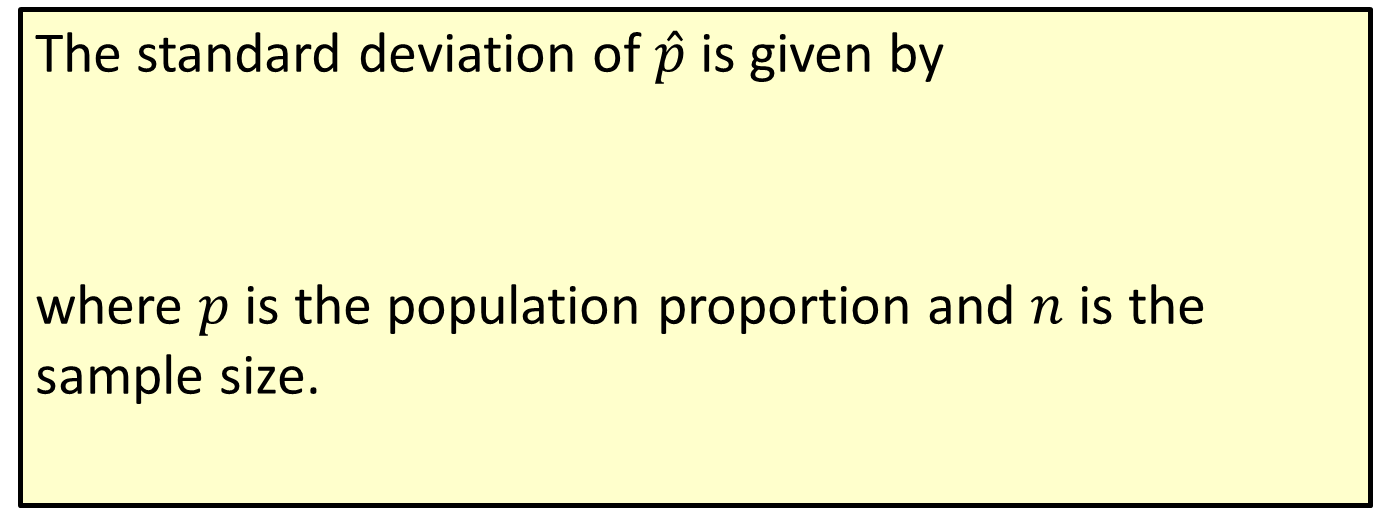 The standard deviation of p̂ is given by
where p is the population proportion and n is the
sample size.